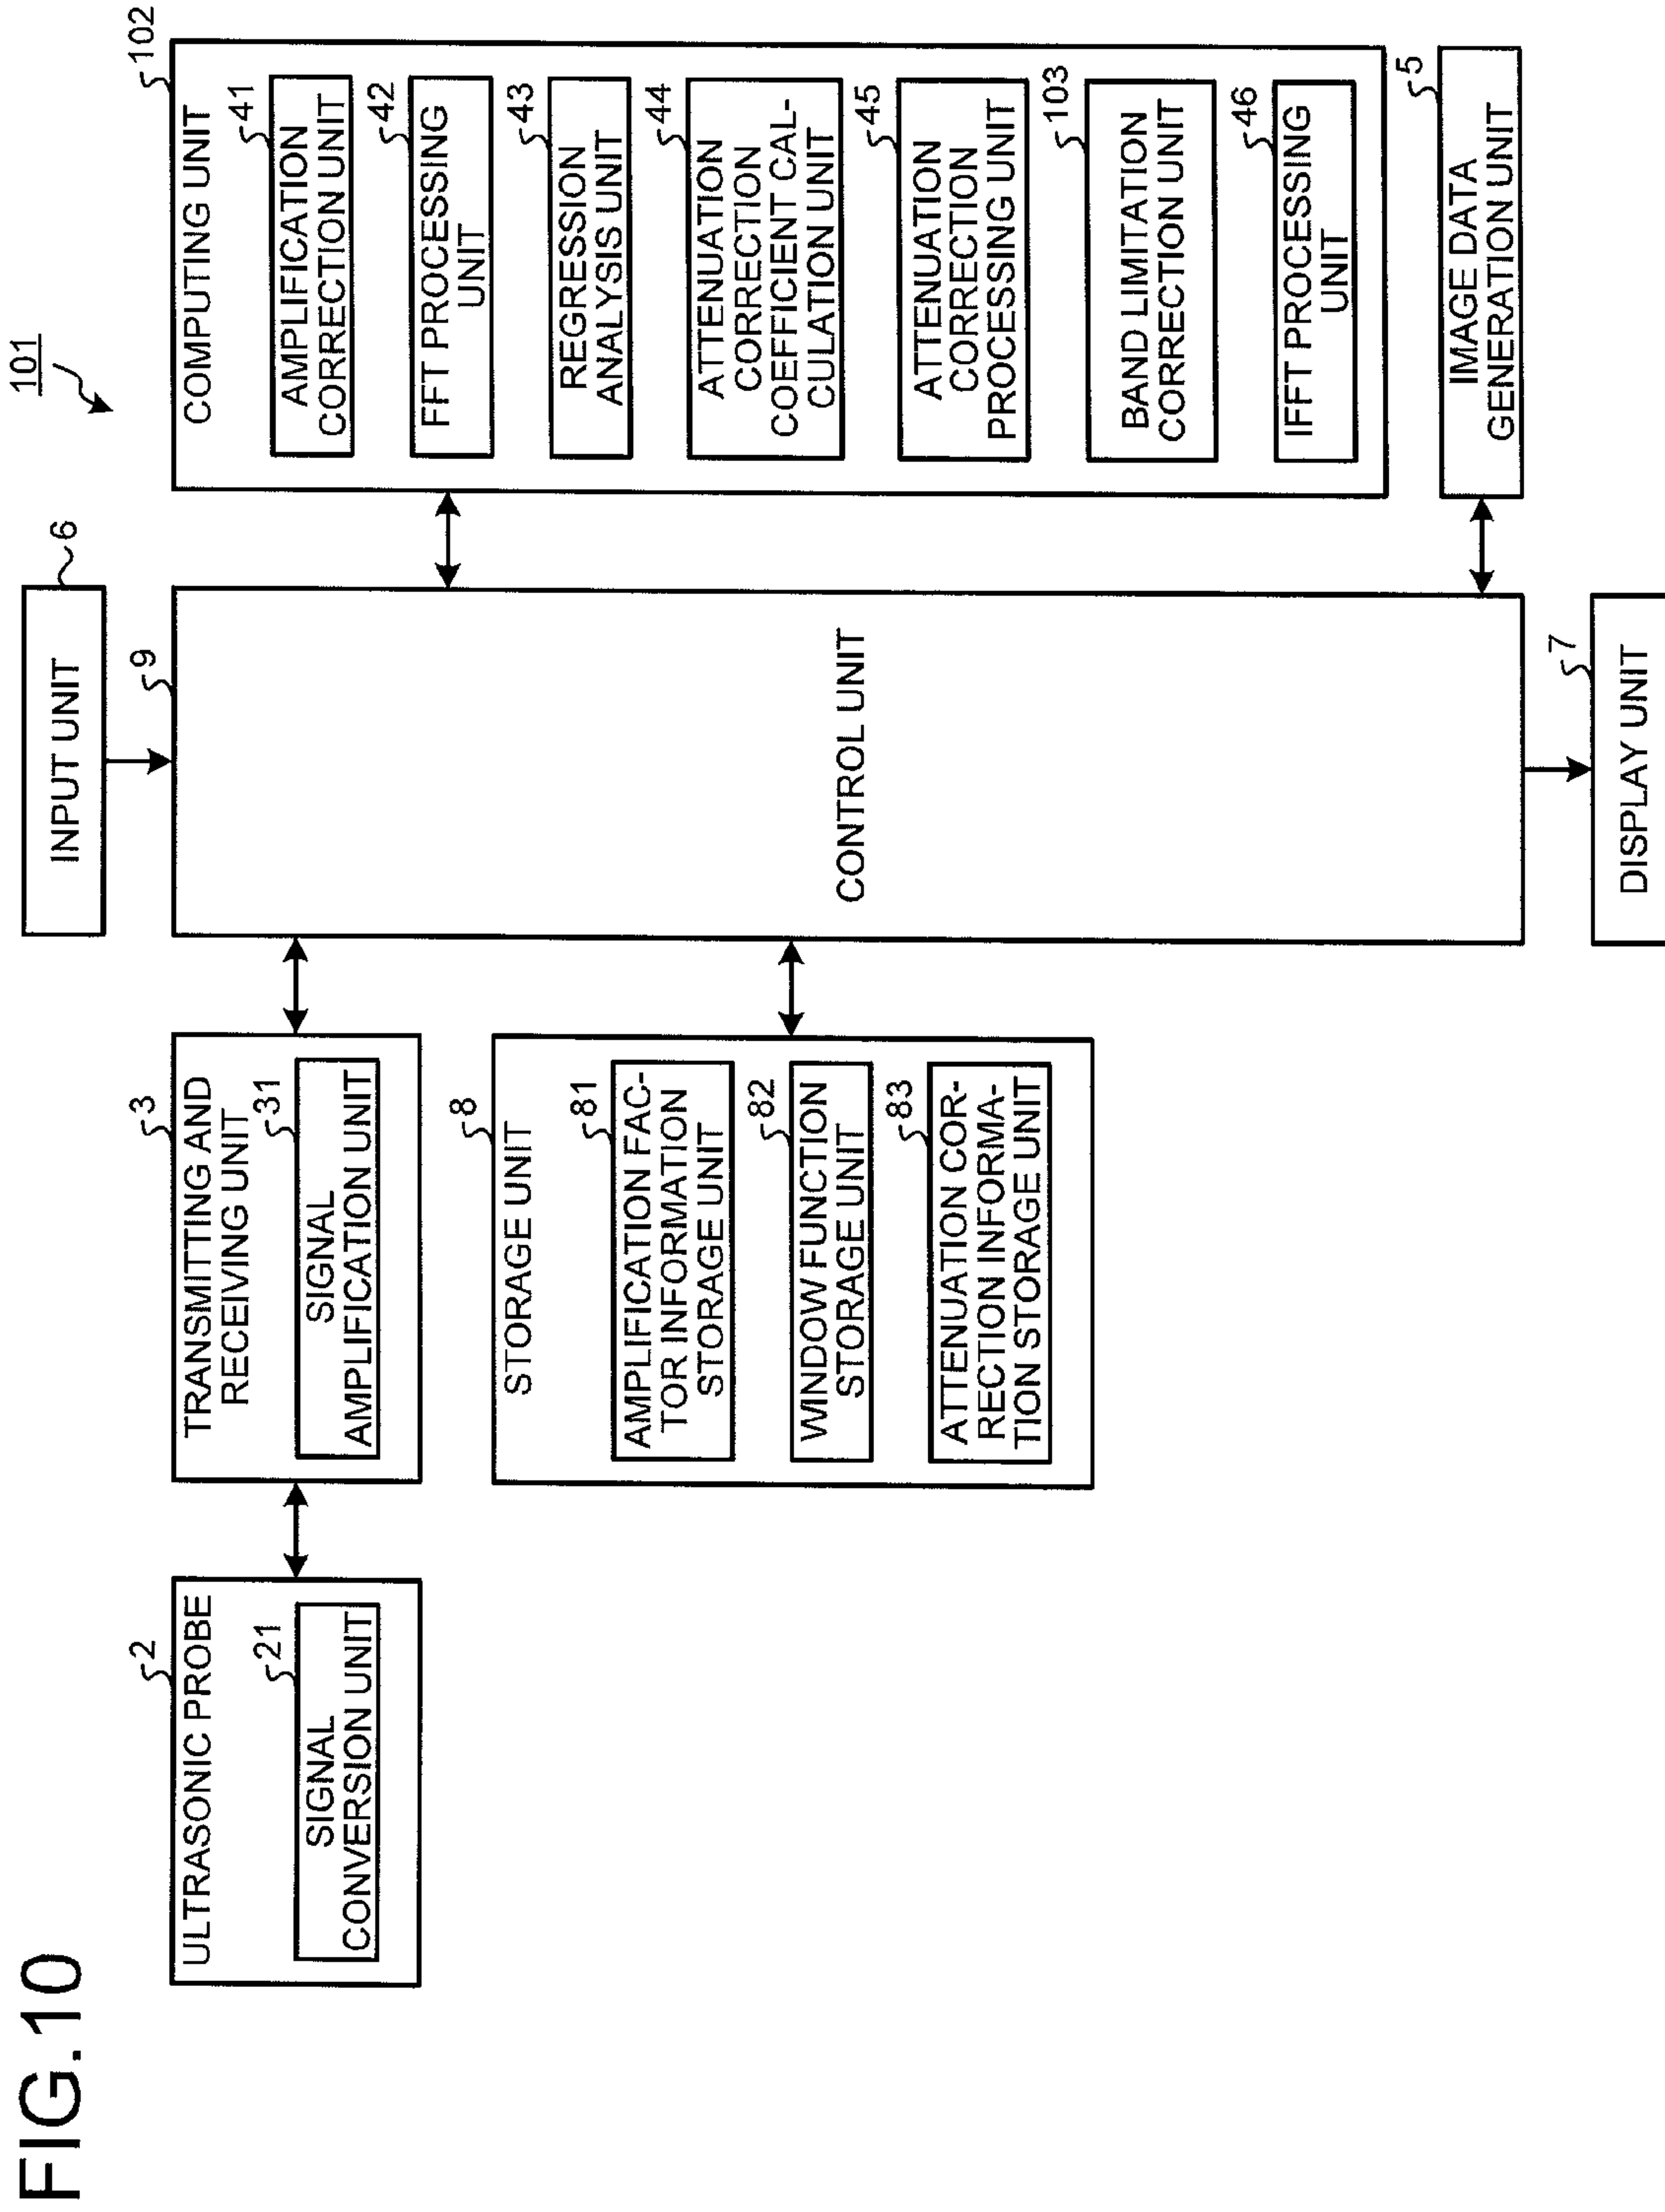 FIG.10
101
ULTRASONIC PROBE
2
SIGNAL
CONVERSION UNIT
21
TRANSMITTING AND
RECEIVING UNIT
3
SIGNAL
AMPLIFICATION UNIT
31
STORAGE UNIT
8
AMPLIFICATION FAC-
TOR INFORMATION
STORAGE UNIT
81
WINDOW FUNCTION
STORAGE UNIT
82
ATTENUATION COR-
RECTION INFORMA-
TION STORAGE UNIT
83
INPUT UNIT
6
CONTROL UNIT
9
DISPLAY UNIT
7
COMPUTING UNIT
102
AMPLIFICATION
CORRECTION UNIT
41
FFT PROCESSING
UNIT
42
REGRESSION
ANALYSIS UNIT
43
ATTENUATION
CORRECTION
COEFFICIENT CAL-
CULATION UNIT
44
ATTENUATION
CORRECTION
PROCESSING UNIT
45
BAND LIMITATION
CORRECTION UNIT
103
IFFT PROCESSING
UNIT
46
IMAGE DATA
GENERATION UNIT
5